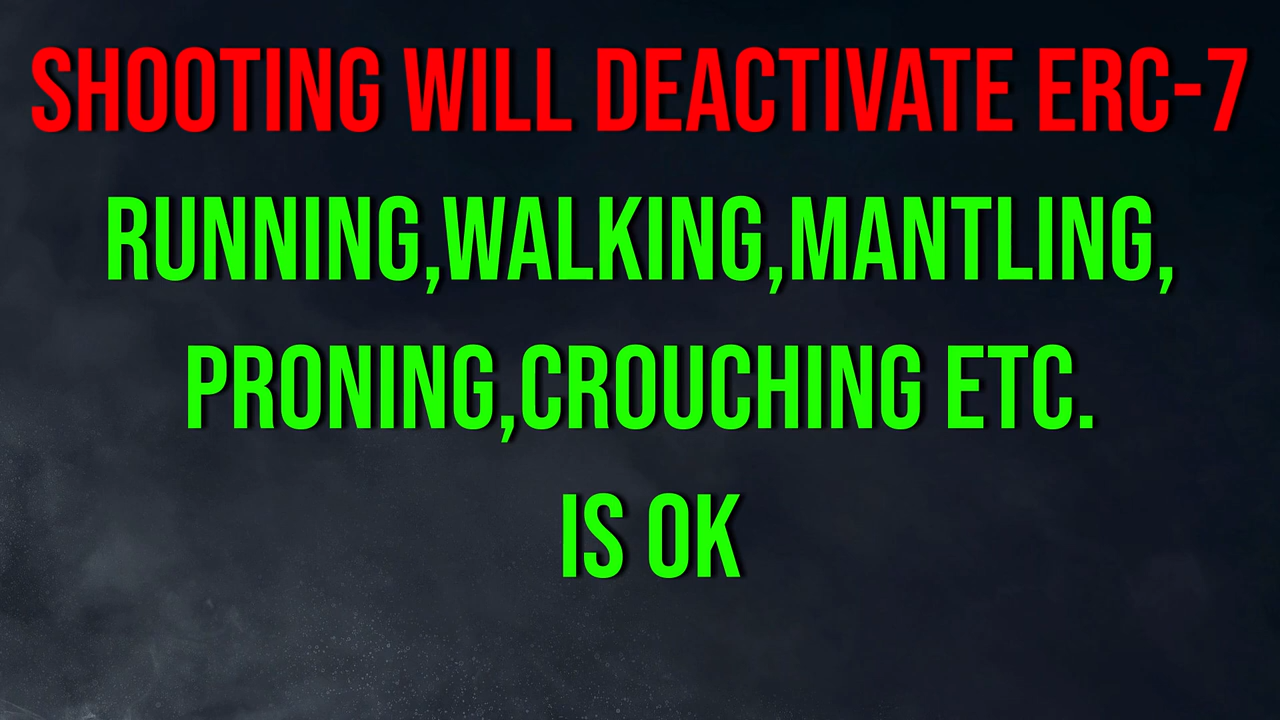 SHOOTING WILL DEACTIVATE ERC-7
RUNNING,WALKING,MANTLING,
PRONING,CROUCHING ETC.
IS OK